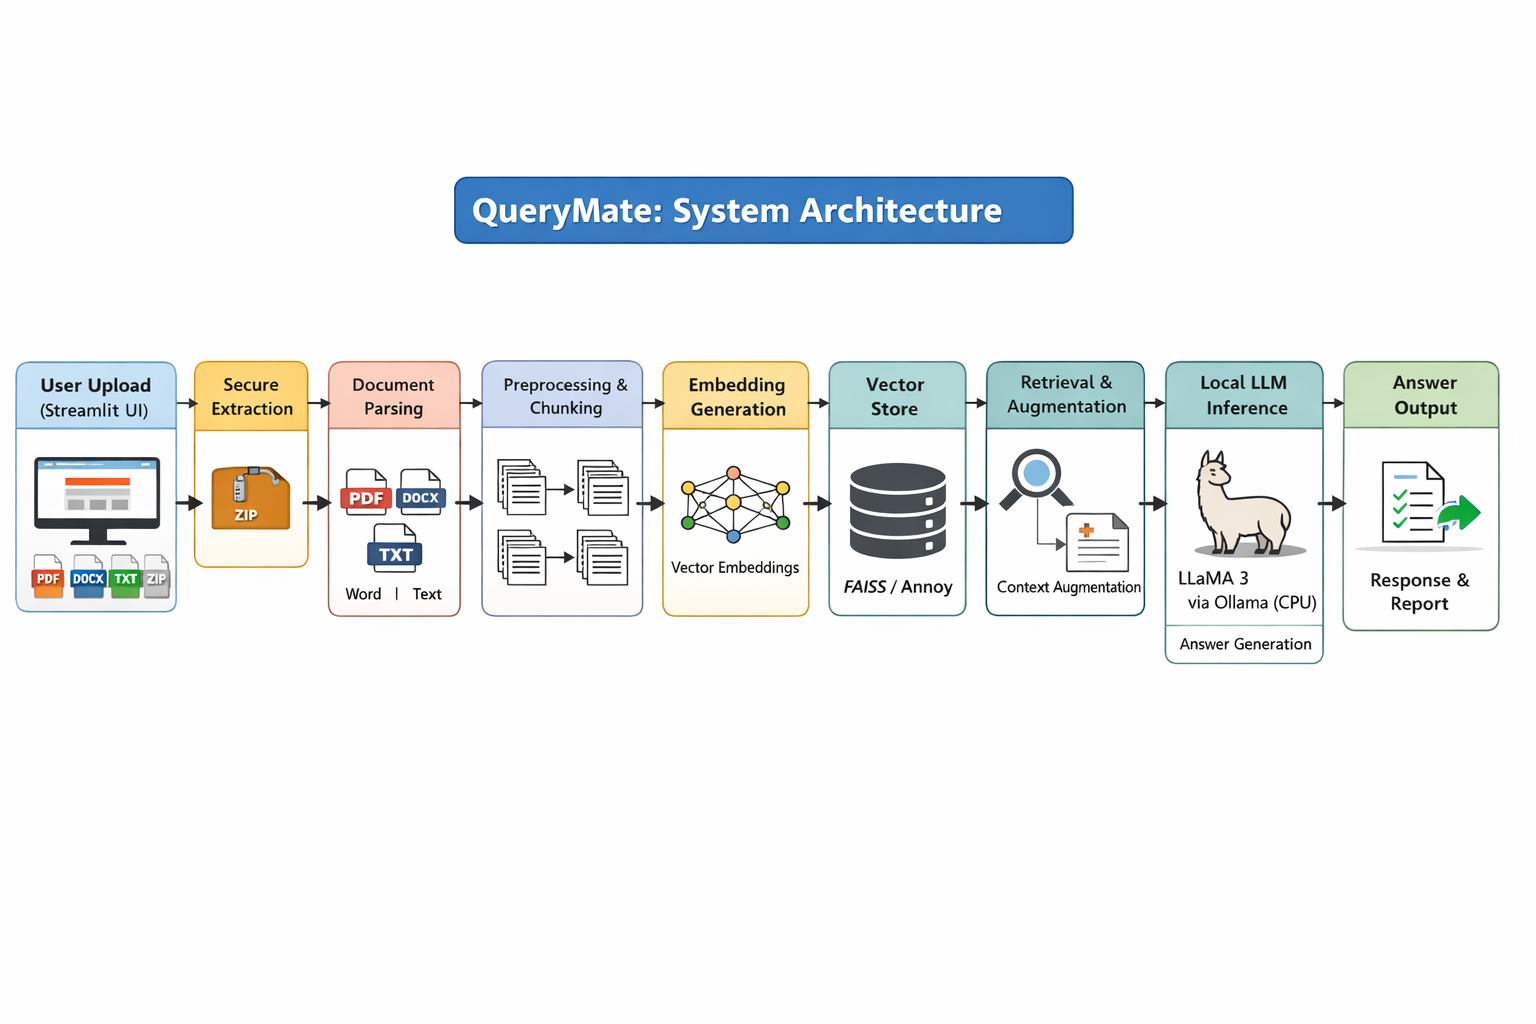 QueryMate: System Architecture
User Upload
(Streamlit UI)
PDF DOCX TXT ZIP
Secure
Extraction
ZIP
Document
Parsing
PDF DOCX
TXT
Word | Text
Preprocessing &
Chunking
Embedding
Generation
Vector Embeddings
Vector
Store
FAISS / Annoy
Retrieval &
Augmentation
Context Augmentation
Local LLM
Inference
LLaMA 3
via Ollama (CPU)
Answer Generation
Answer
Output
Response &
Report